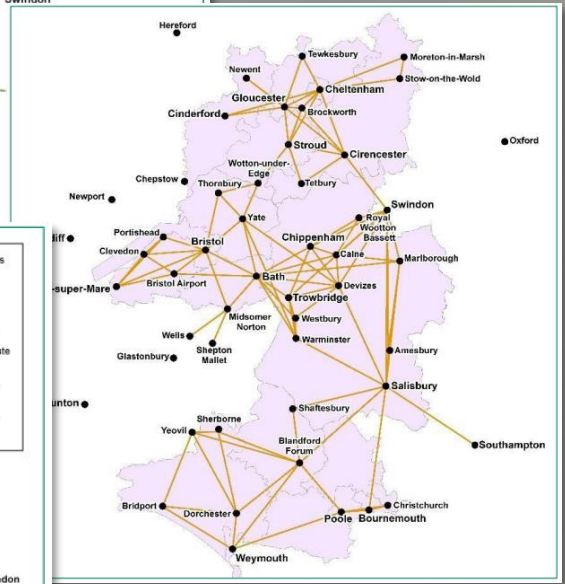 Swindon
Hereford
Tewkesbury
Moreton-in-Marsh
Newent
Stow-on-the-Wold
Gloucester
Cheltenham
Cinderford
Brockworth
Oxford
Stroud
Cirencester
Wotton-under-
Edge
Chepstow
Thornbury
Tetbury
Newport
Swindon
Yate
Royal
Wootton
Bassett
Portishead
Bristol
Chippenham
diff
Clevedon
Calne
Marlborough
s
-super-Mare
Bristol Airport
Bath
Devizes
Trowbridge
Midsomer
Norton
Westbury
Wells
Warminster
Shepton
Mallet
te
Amesbury
Glastonbury
Salisbury
unton
Shaftesbury
Sherborne
Yeovil
Blandford
Forum
Southampton
Bridport
Dorchester
Christchurch
Poole
Bournemouth
Weymouth
don